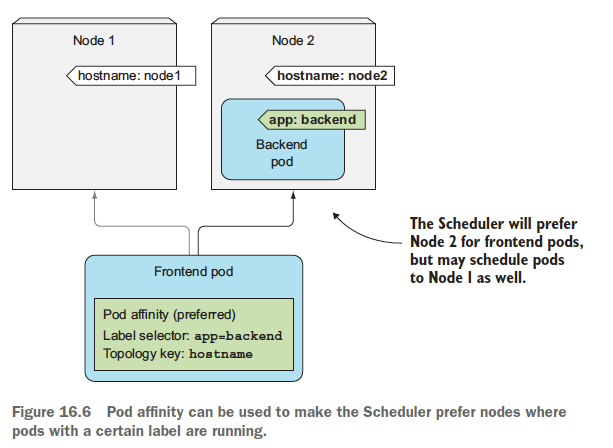 Node 1
Node 2
hostname: node1
hostname: node2
app: backend
Backend
pod
The Scheduler will prefer
Node 2 for frontend pods,
but may schedule pods
to Node 1 as well.
Frontend pod
Pod affinity (preferred)
Label selector: app=backend
Topology key: hostname
Figure 16.6 Pod affinity can be used to make the Scheduler prefer nodes where
pods with a certain label are running.